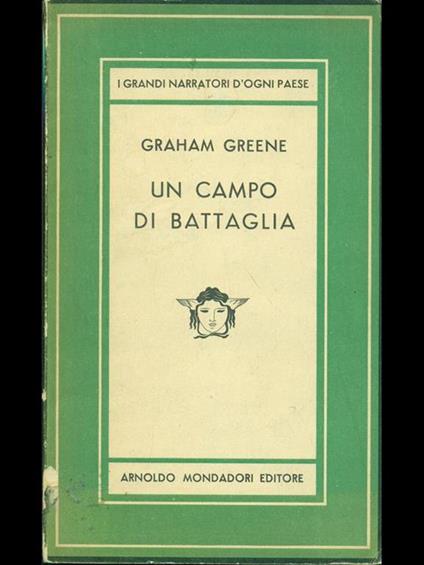 I GRANDI NARRATORI D'OGNI PAESE
GRAHAM GREENE
UN CAMPO
DI BATTAGLIA
ARNOLDO MONDADORI EDITORE